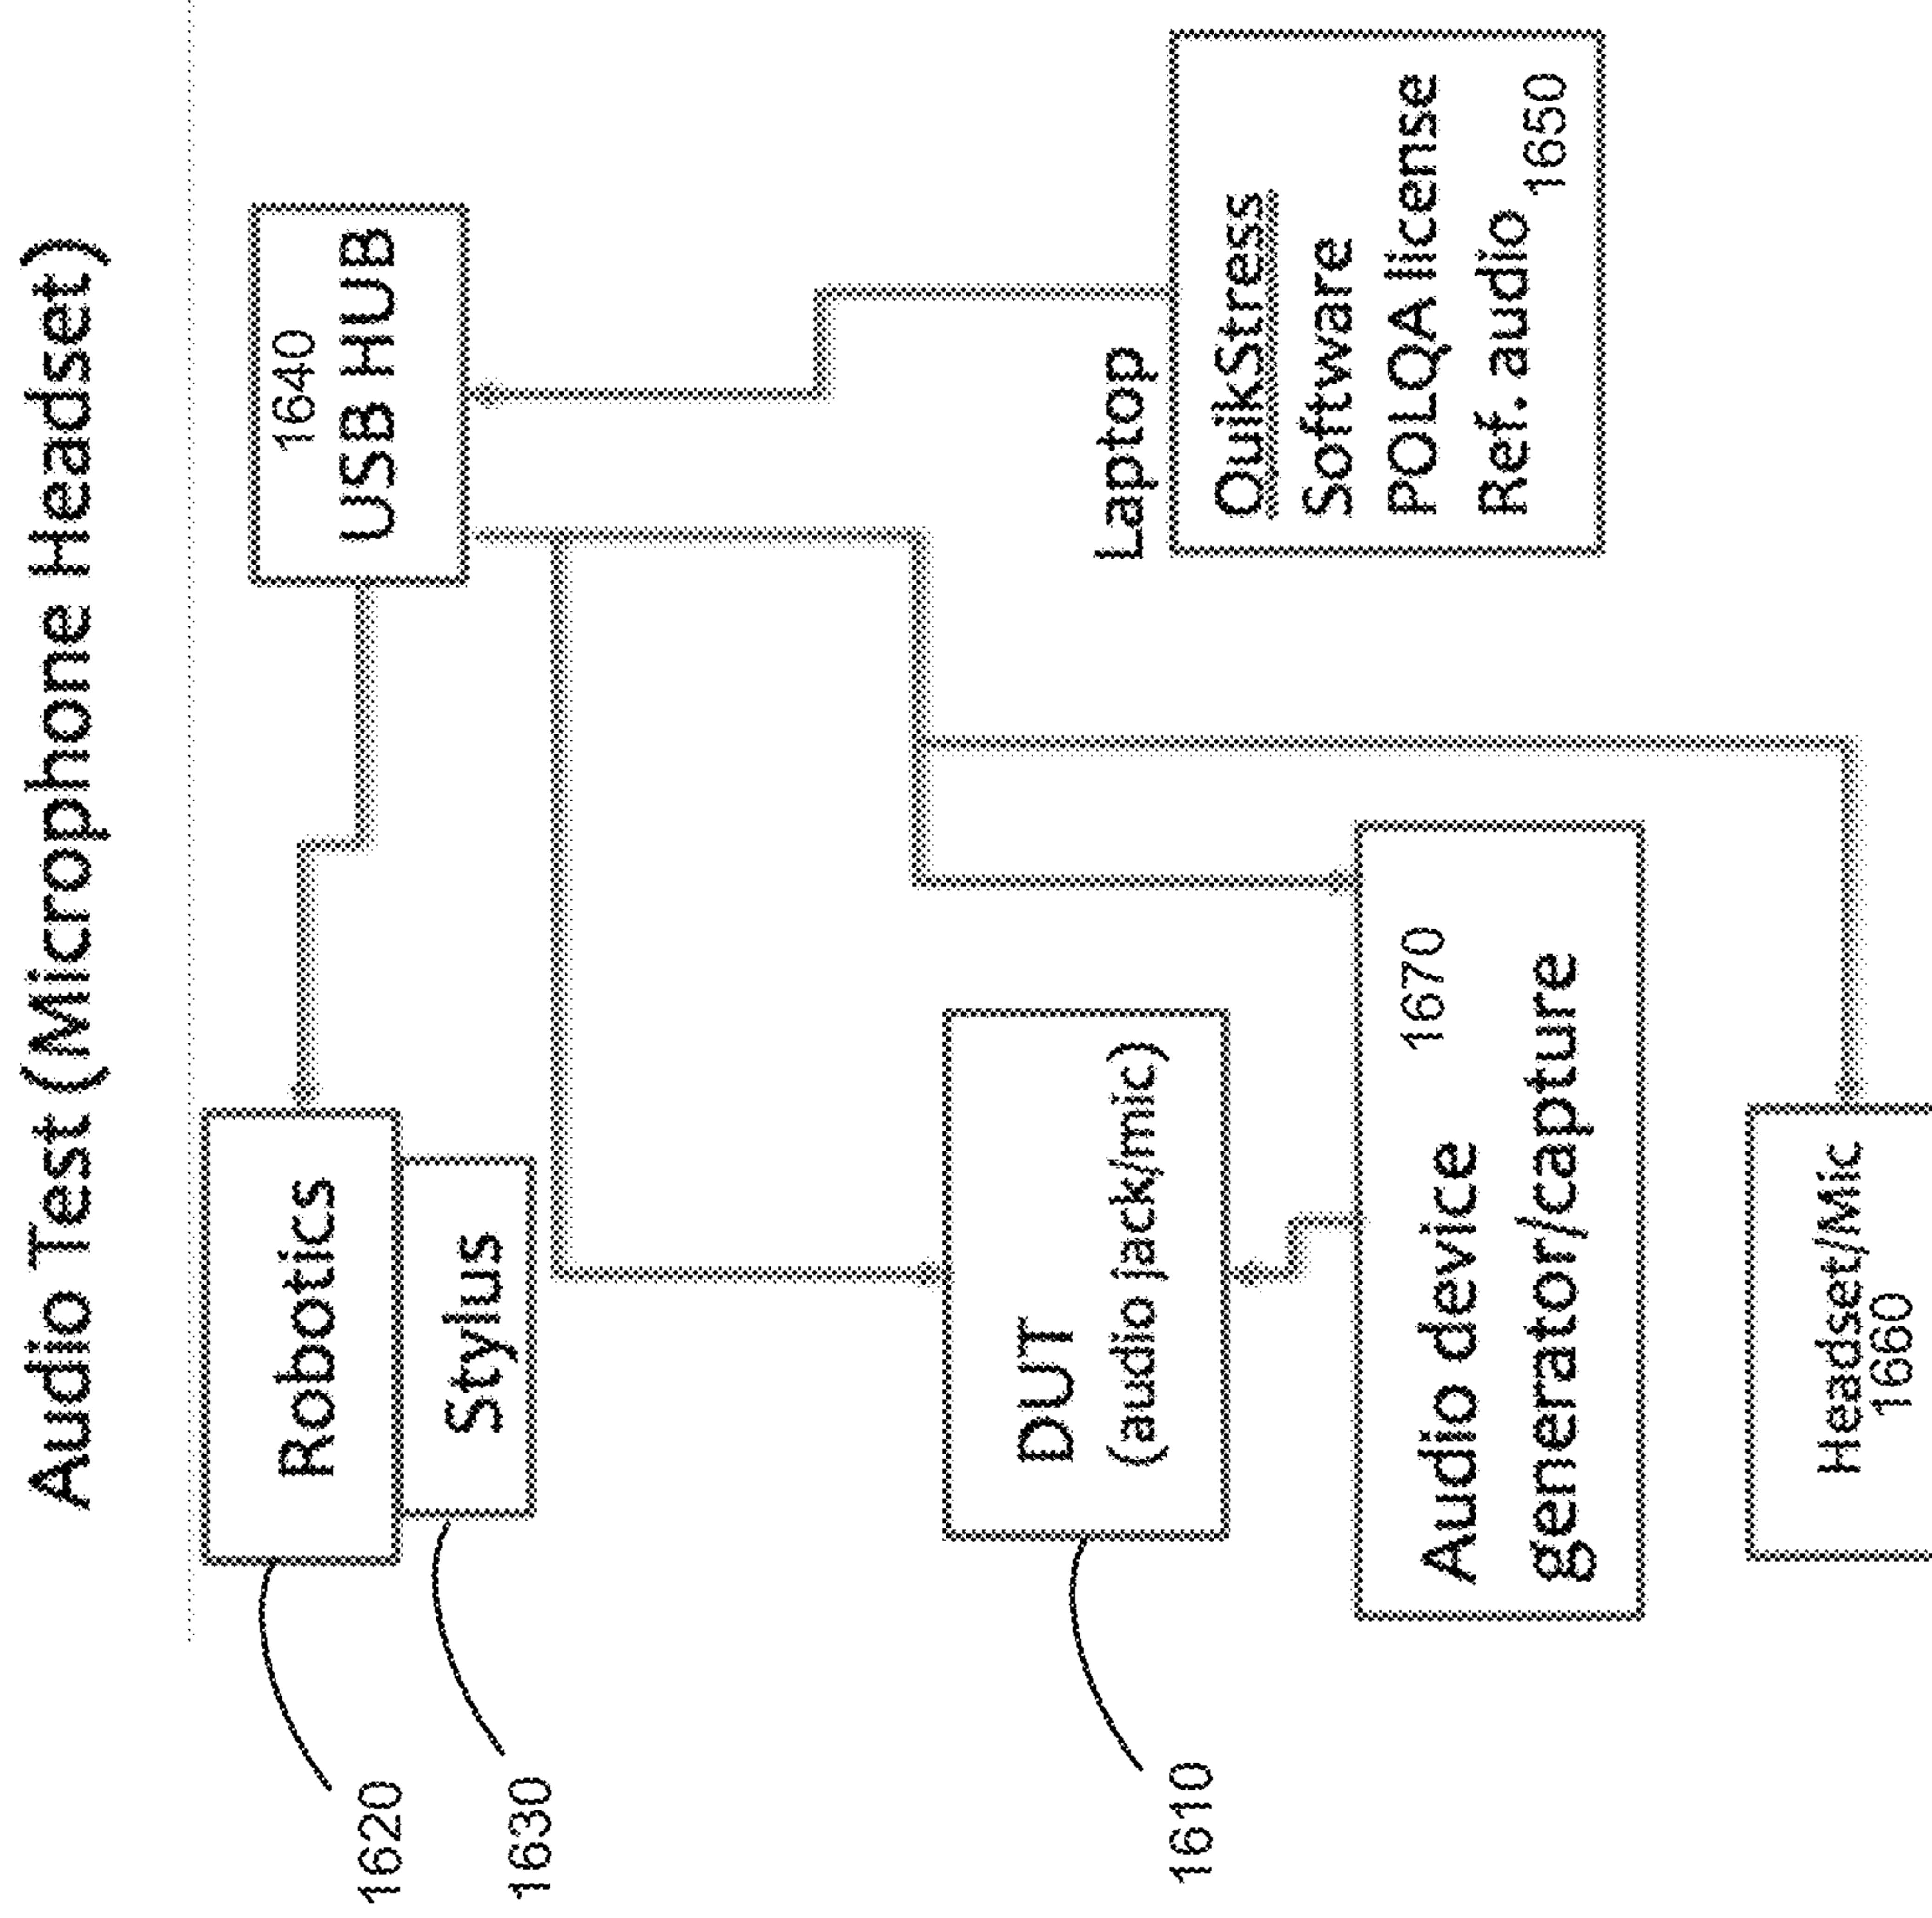 Audio Test (Microphone Headset)
1620
Robotics
1640
USB HUB
1630
Stylus
1610
DUT
(audio jack/mic)
Laptop
OuikStress
Software
POLQA license
Ref. audio
1650
1670
Audio device
generator/capture
Headset/Mic
1660